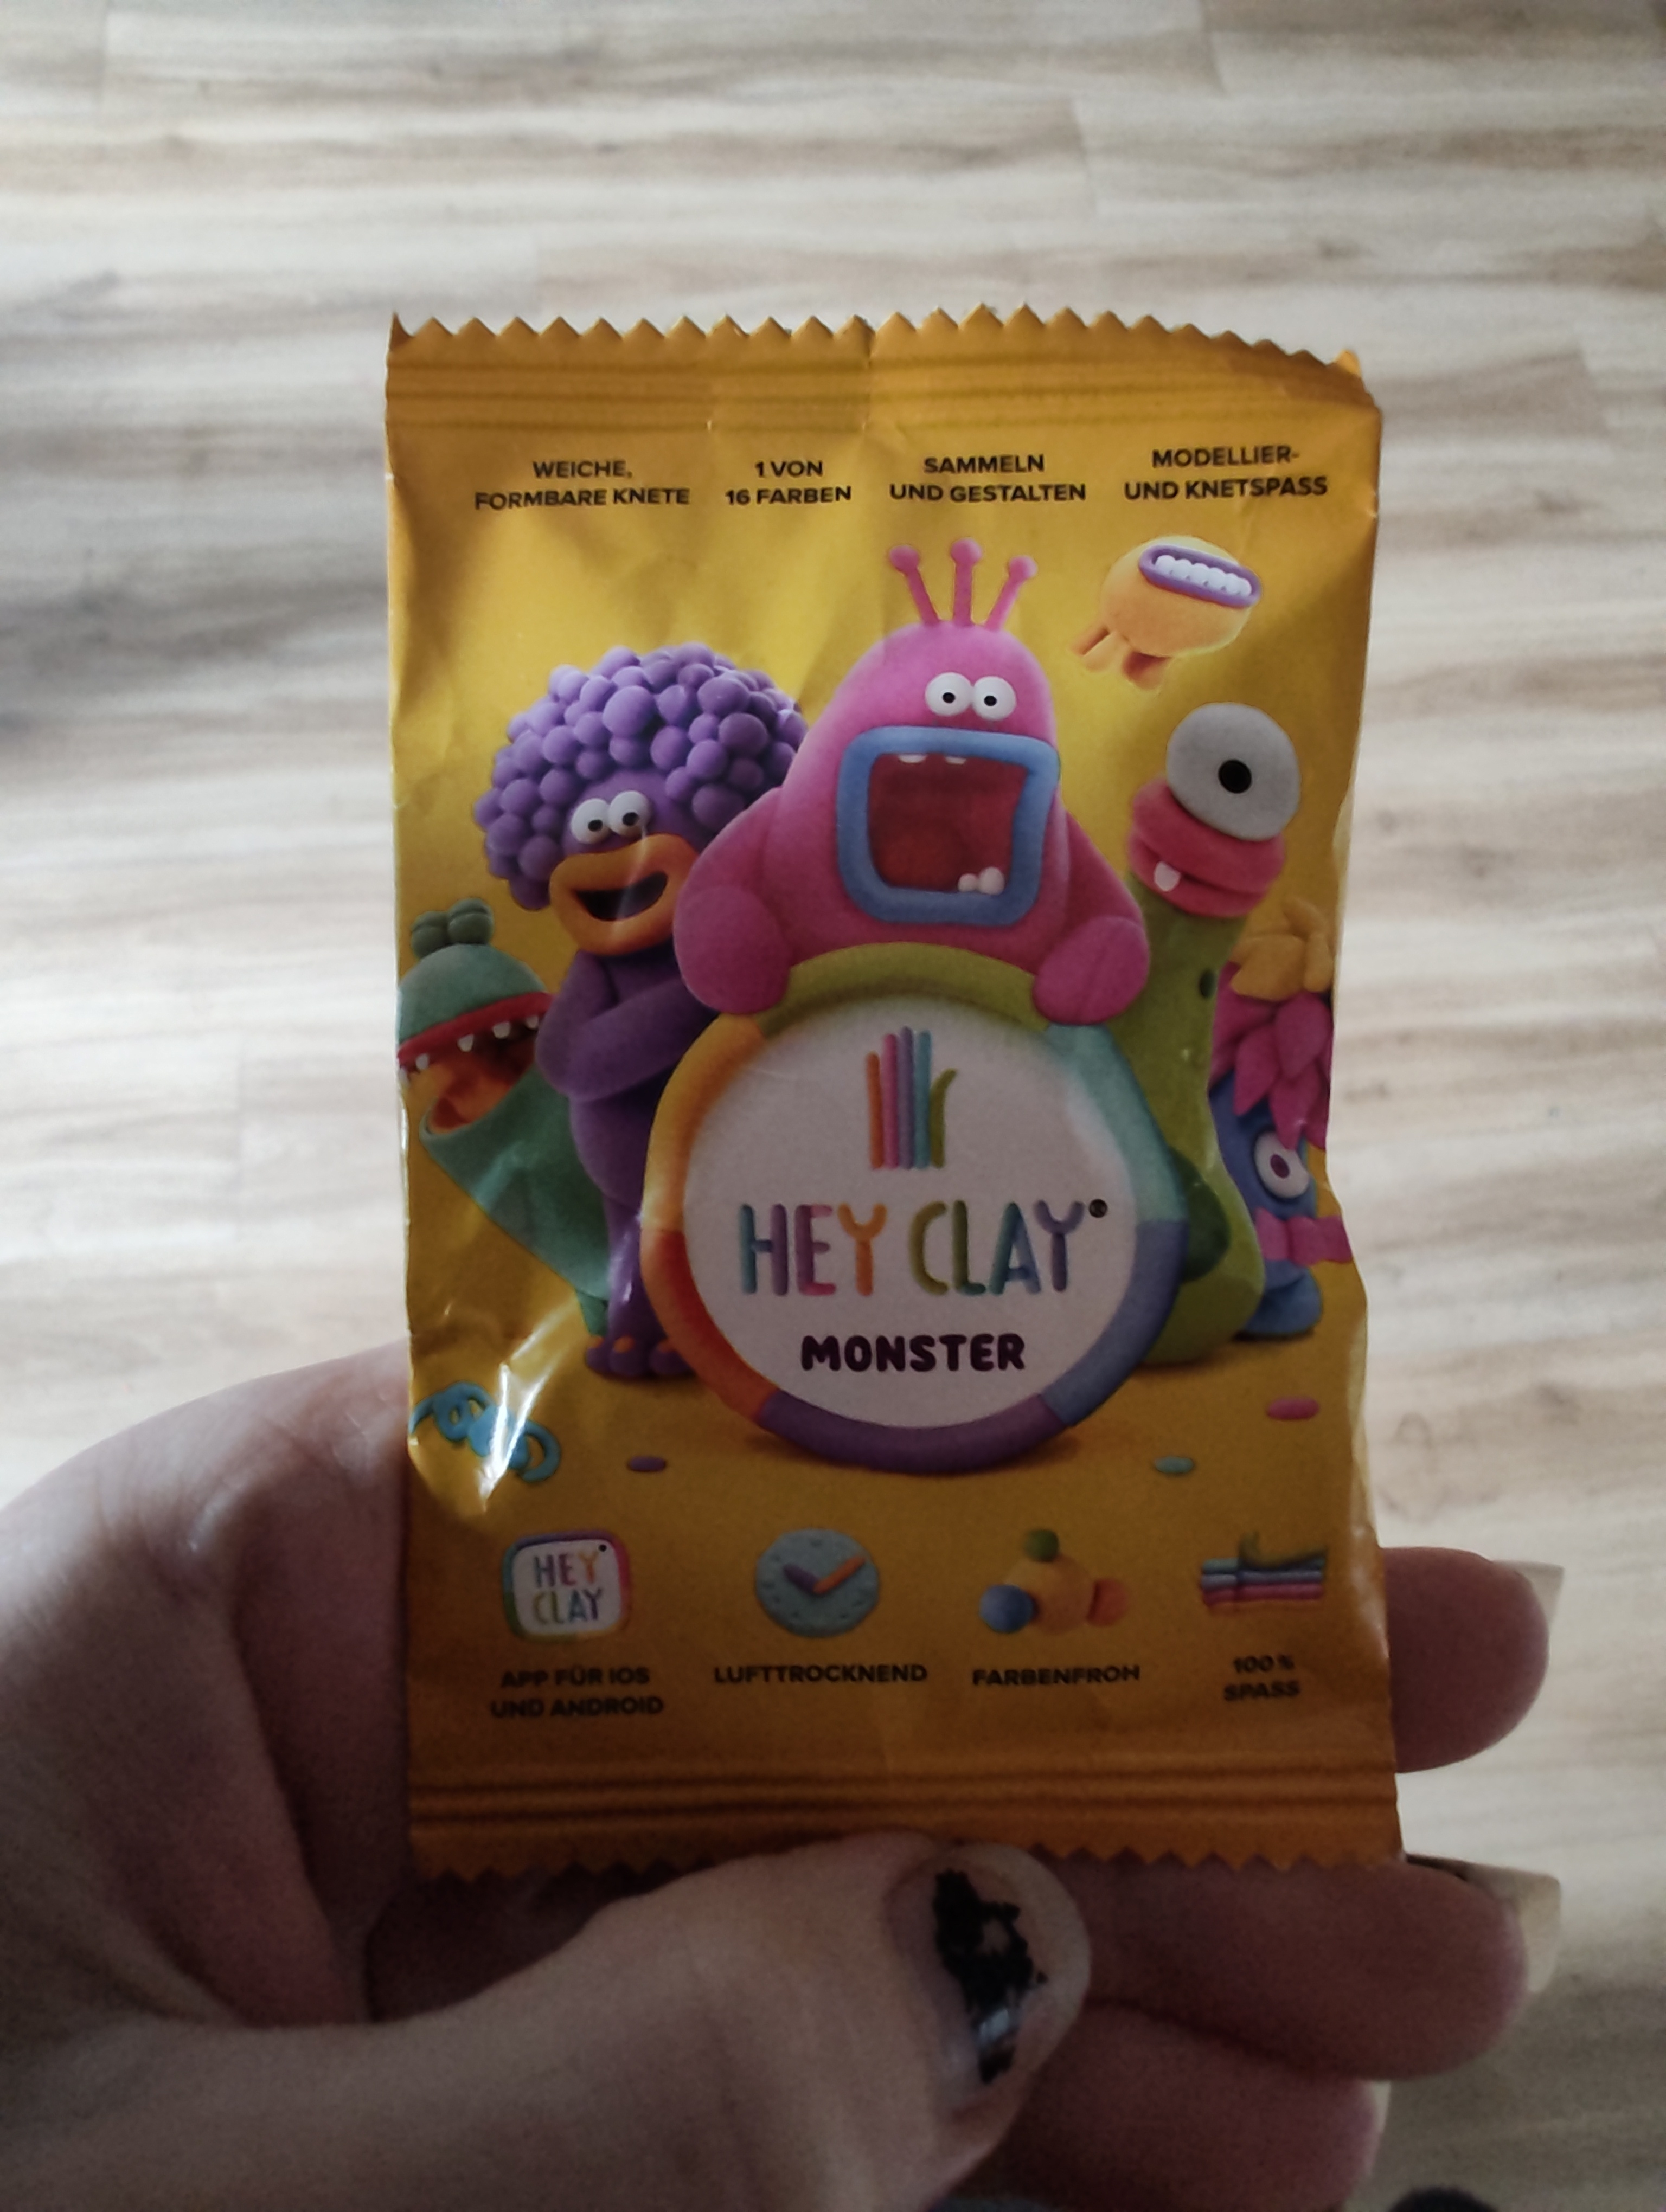 WEICHE,
FORMBARE KNETE
1 VON
16 FARBEN
SAMMELN
UND GESTALTEN
MODELLIER-
UND KNETSPASS
HEY CLAY®
MONSTER
HEY
CLAY
APP FÜR IOS
UND ANDROID
LUFTTROCKNEND
FARBENFROH
100 %
SPASS